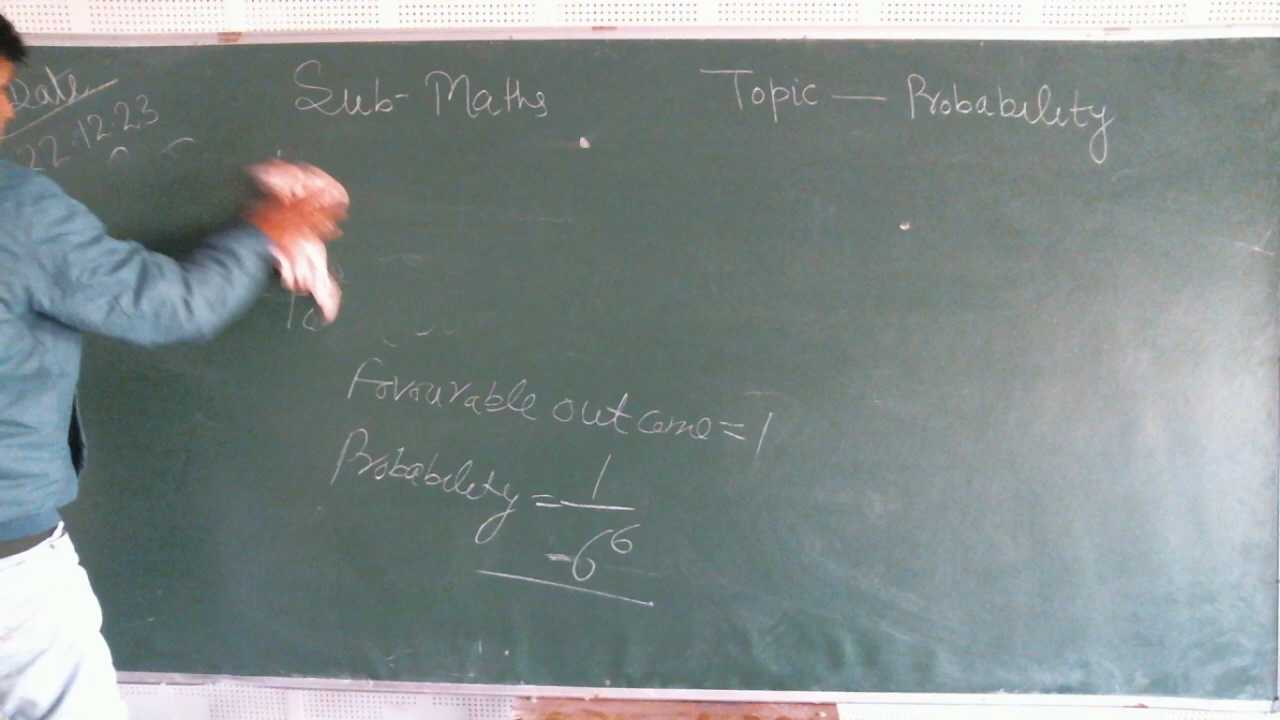 Date
22.12.23
Sub- Maths
Topic — Probability
Favourable outcome = 1
Probability = 1
6⁶